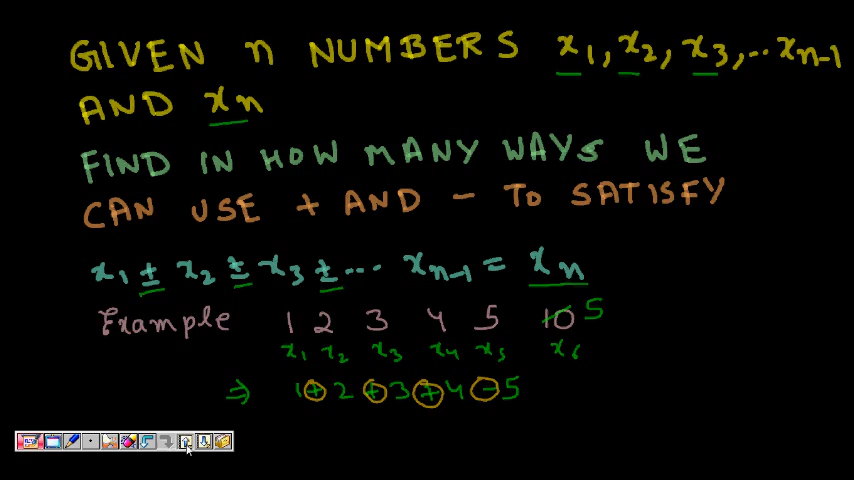 GIVEN n NUMBERS x1, x2, x3, .. xn-1
AND xn
FIND IN HOW MANY WAYS WE
CAN USE + AND - TO SATISFY
x1 ± x2 ± x3 ± ... xn-1 = xn
Example 1 2 3 4 5 10 5
x1 x2 x3 x4 x5 x6
⇒ 1 + 2 + 3 + 4 - 5